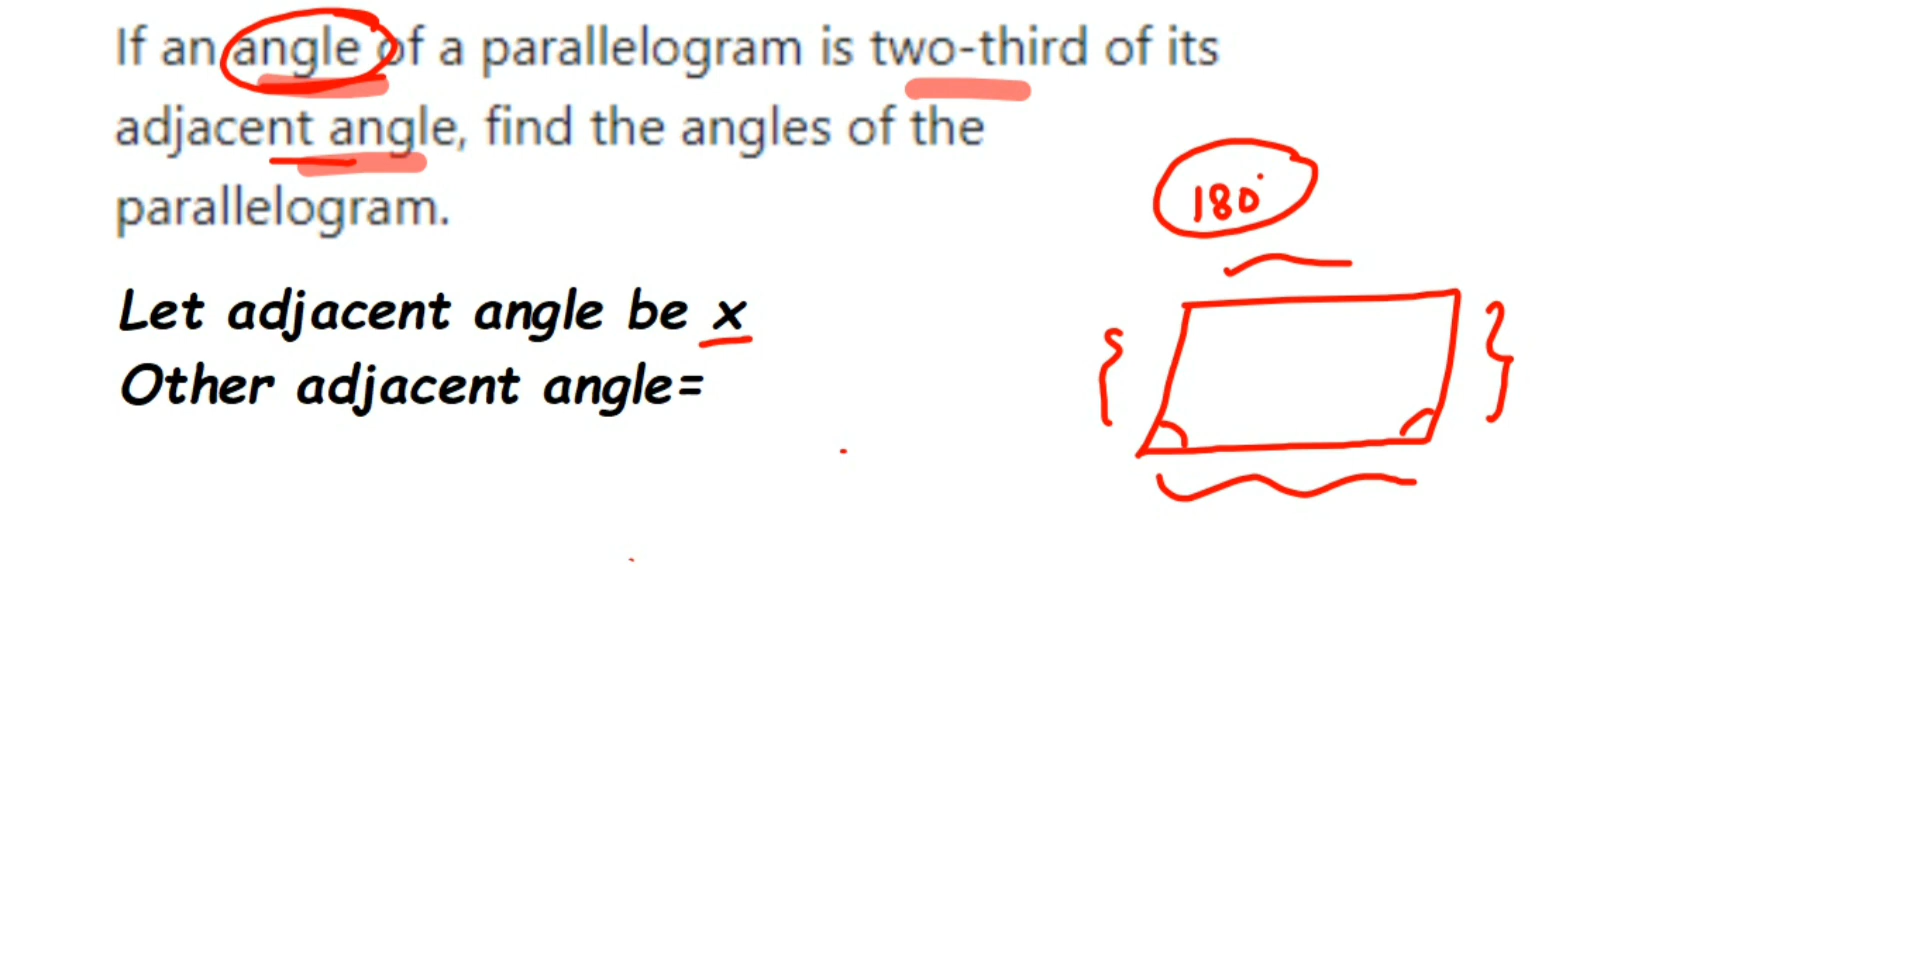 If an angle of a parallelogram is two-third of its
adjacent angle, find the angles of the
parallelogram.
180°
Let adjacent angle be x
Other adjacent angle=